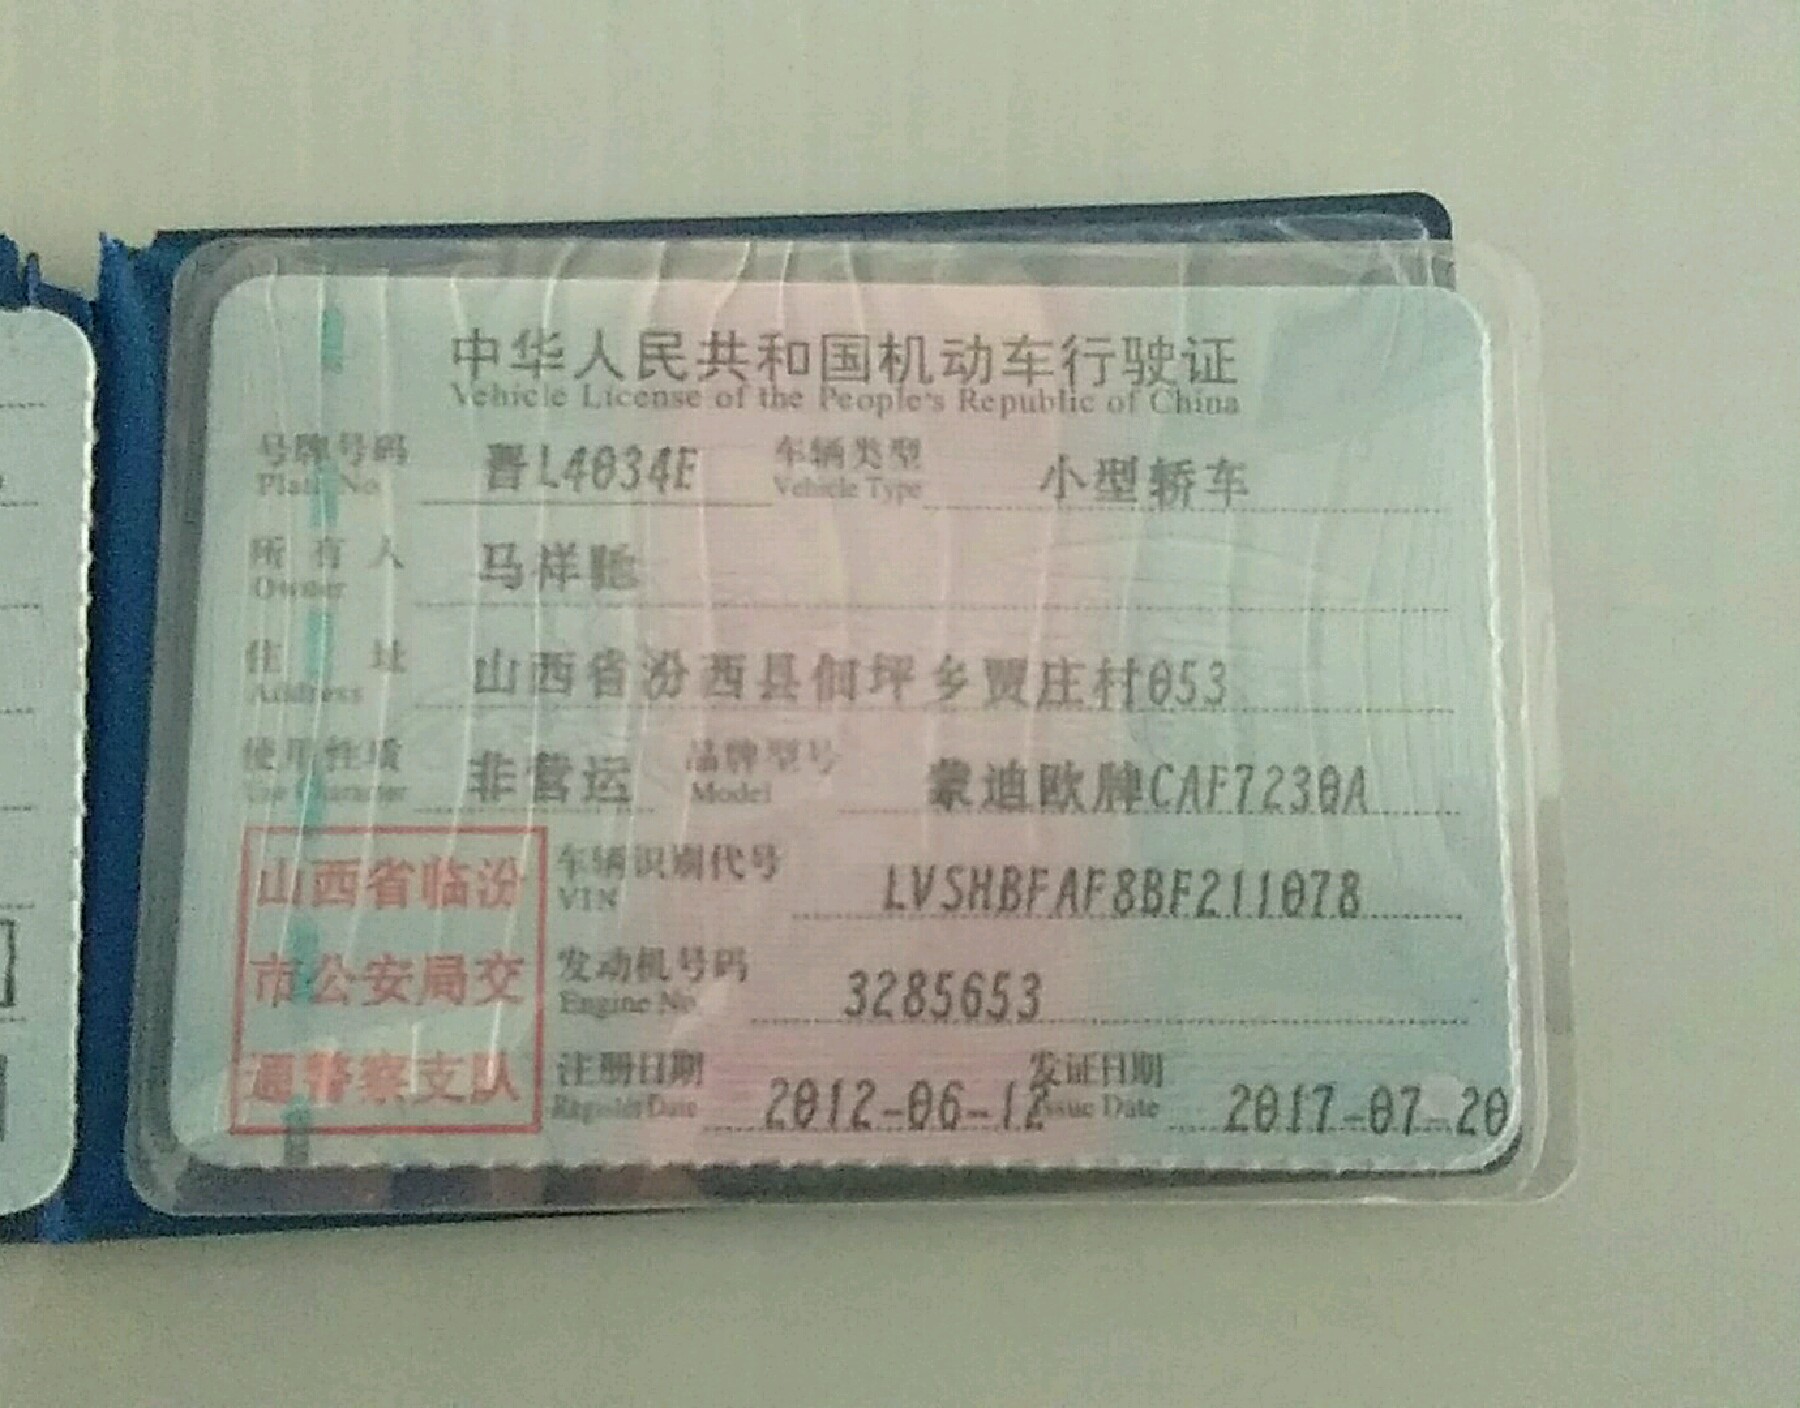 中华人民共和国机动车行驶证
Vehicle License of the People's Republic of China
号牌号码 晋L4034E 车辆类型 小型轿车
Plate No. Vehicle Type
所有人 马祥驰
Owner
住址 山西省汾西县佃坪乡贾庄村053
Address
使用性质 非营运 品牌型号 蒙迪欧牌CAF7230A
Use Character Model
山西省临汾
市公安局交
通警察支队
车辆识别代号 LVSHBFAF8BF211078
VIN
发动机号码 3285653
Engine No.
注册日期 2012-06-12 发证日期 2017-07-20
Register Date Issue Date